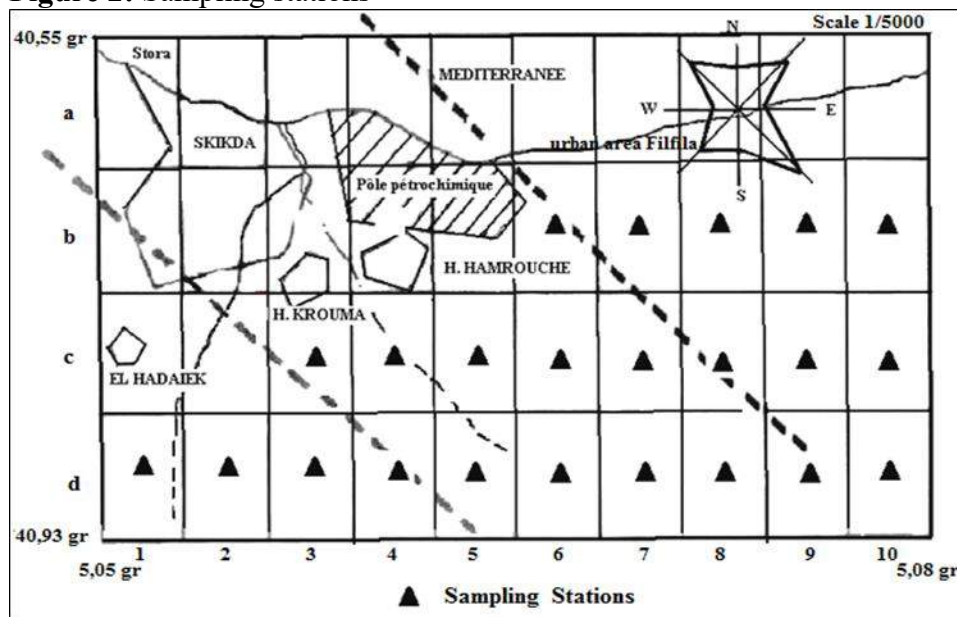 Figure 2: Sampling stations
40,55 gr
Scale 1/5000
N
Stora
MEDITERRANEE
a
W
E
SKIKDA
urban area Filfila
Pôle pétrochimique
S
b
H. HAMROUCHE
H. KROUMA
c
EL HADAIEK
d
40,93 gr
1 2 3 4 5 6 7 8 9 10
5,05 gr
5,08 gr
Sampling Stations